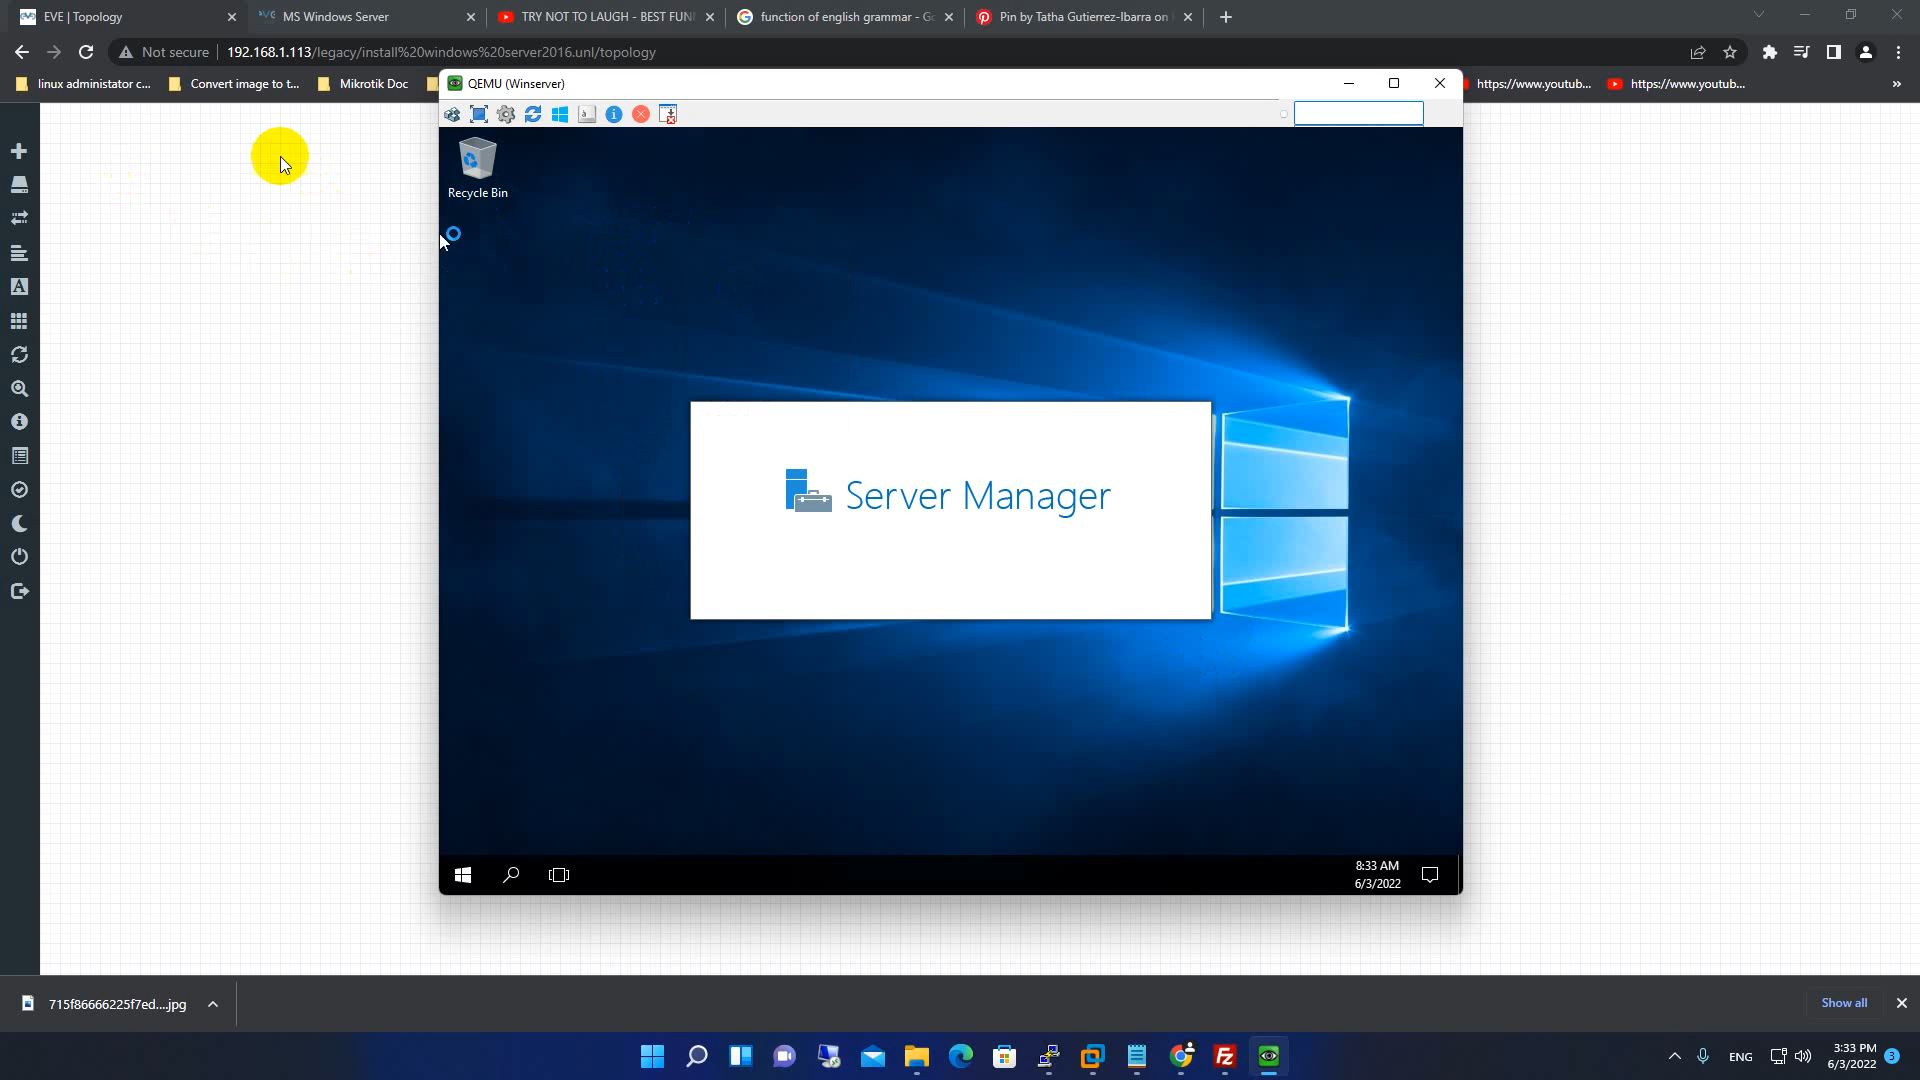 EVE | Topology
MS Windows Server
TRY NOT TO LAUGH - BEST FUN
function of english grammar - Go
Pin by Tatha Gutierrez-Ibarra on
Not secure
192.168.1.113/legacy/install%20windows%20server2016.unl/topology
linux administator c...
Convert image to t...
Mikrotik Doc
https://www.youtub...
https://www.youtub...
QEMU (Winserver)
Recycle Bin
Server Manager
8:33 AM
6/3/2022
715f86666225f7ed....jpg
Show all
ENG
3:33 PM
6/3/2022
3